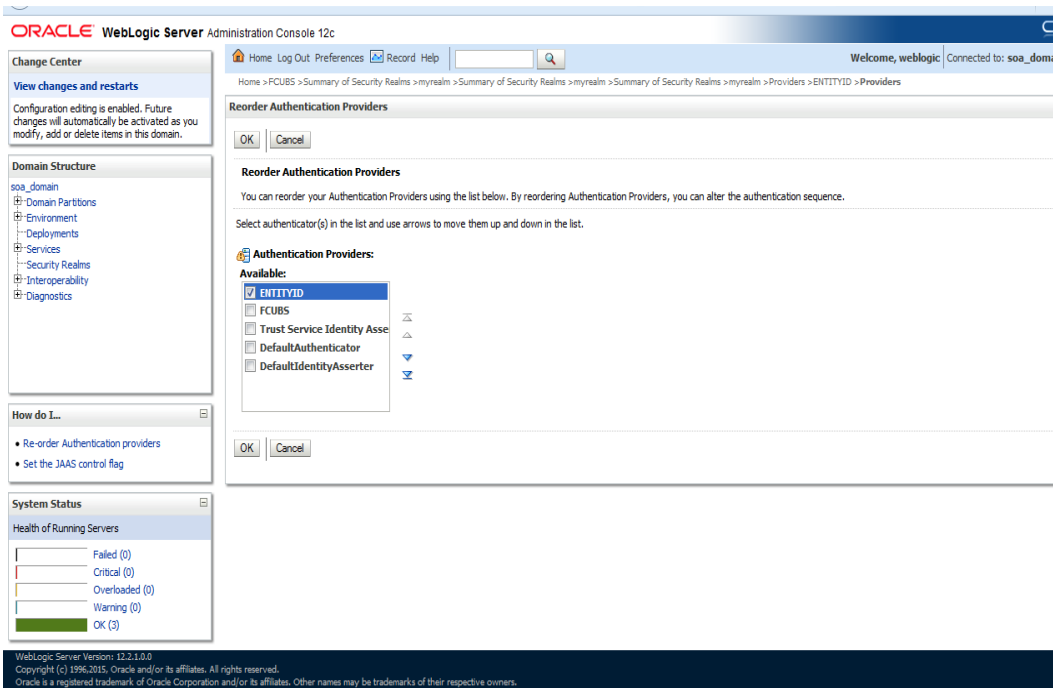 ORACLE WebLogic Server Administration Console 12c
Change Center
View changes and restarts
Configuration editing is enabled. Future
changes will automatically be activated as you
modify, add or delete items in this domain.
Domain Structure
soa_domain
Domain Partitions
Environment
Deployments
Services
Security Realms
Interoperability
Diagnostics
How do I...
Re-order Authentication providers
Set the JAAS control flag
System Status
Health of Running Servers
Failed (0)
Critical (0)
Overloaded (0)
Warning (0)
OK (3)
Home Log Out Preferences Record Help
Welcome, weblogic Connected to: soa_doma
Home >FCUBS >Summary of Security Realms >myrealm >Summary of Security Realms >myrealm >Summary of Security Realms >myrealm >Providers >ENTITYID >Providers
Reorder Authentication Providers
OK Cancel
Reorder Authentication Providers
You can reorder your Authentication Providers using the list below. By reordering Authentication Providers, you can alter the authentication sequence.
Select authenticator(s) in the list and use arrows to move them up and down in the list.
Authentication Providers:
Available:
ENTITYID
FCUBS
Trust Service Identity Asse
DefaultAuthenticator
DefaultIdentityAsserter
OK Cancel
WebLogic Server Version: 12.2.1.0.0
Copyright (c) 1996,2015, Oracle and/or its affiliates. All rights reserved.
Oracle is a registered trademark of Oracle Corporation and/or its affiliates. Other names may be trademarks of their respective owners.